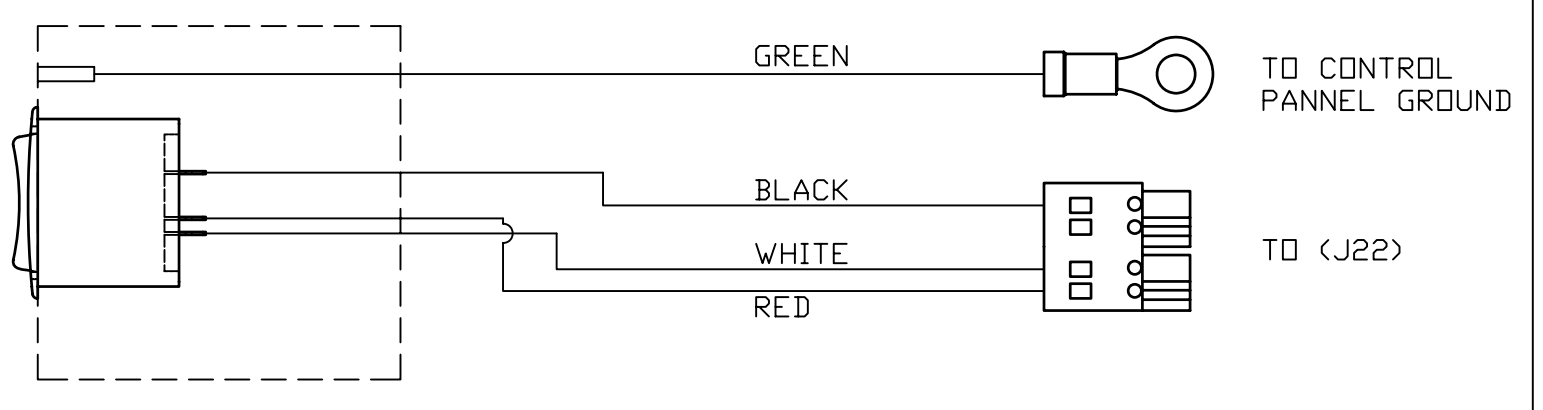 GREEN
TO CONTROL
PANNEL GROUND
BLACK
WHITE
TO (J22)
RED